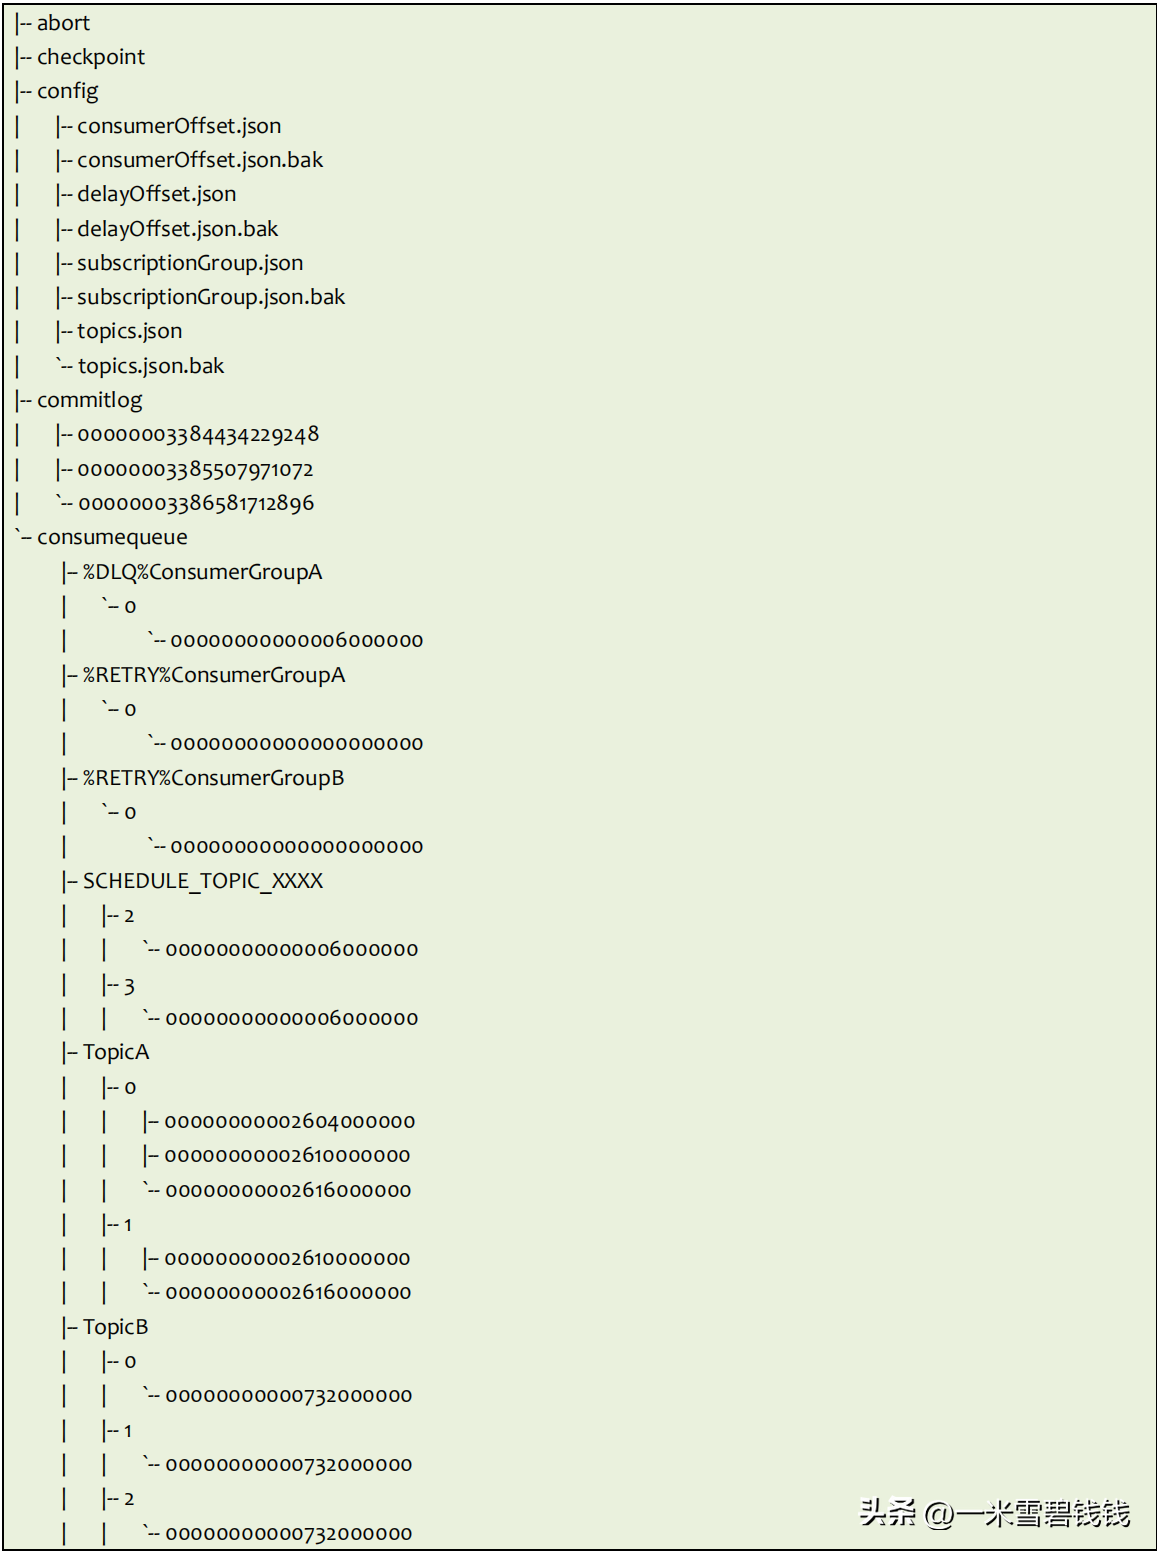 |-- abort
|-- checkpoint
|-- config
| |-- consumerOffset.json
| |-- consumerOffset.json.bak
| |-- delayOffset.json
| |-- delayOffset.json.bak
| |-- subscriptionGroup.json
| |-- subscriptionGroup.json.bak
| |-- topics.json
| `-- topics.json.bak
|-- commitlog
| |-- 00000003384434229248
| |-- 00000003385507971072
| `-- 00000003386581712896
`-- consumequeue
|-- %DLQ%ConsumerGroupA
| `-- 0
| `-- 00000000000006000000
|-- %RETRY%ConsumerGroupA
| `-- 0
| `-- 00000000000000000000
|-- %RETRY%ConsumerGroupB
| `-- 0
| `-- 00000000000000000000
|-- SCHEDULE_TOPIC_XXXX
| |-- 2
| | `-- 00000000000006000000
| |-- 3
| | `-- 00000000000006000000
|-- TopicA
| |-- 0
| | |-- 00000000002604000000
| | |-- 00000000002610000000
| | `-- 00000000002616000000
| |-- 1
| | |-- 00000000002610000000
| | `-- 00000000002616000000
|-- TopicB
| |-- 0
| | `-- 00000000000732000000
| |-- 1
| | `-- 00000000000732000000
| |-- 2
| | `-- 00000000000732000000
头条 @一米雪碧钱钱